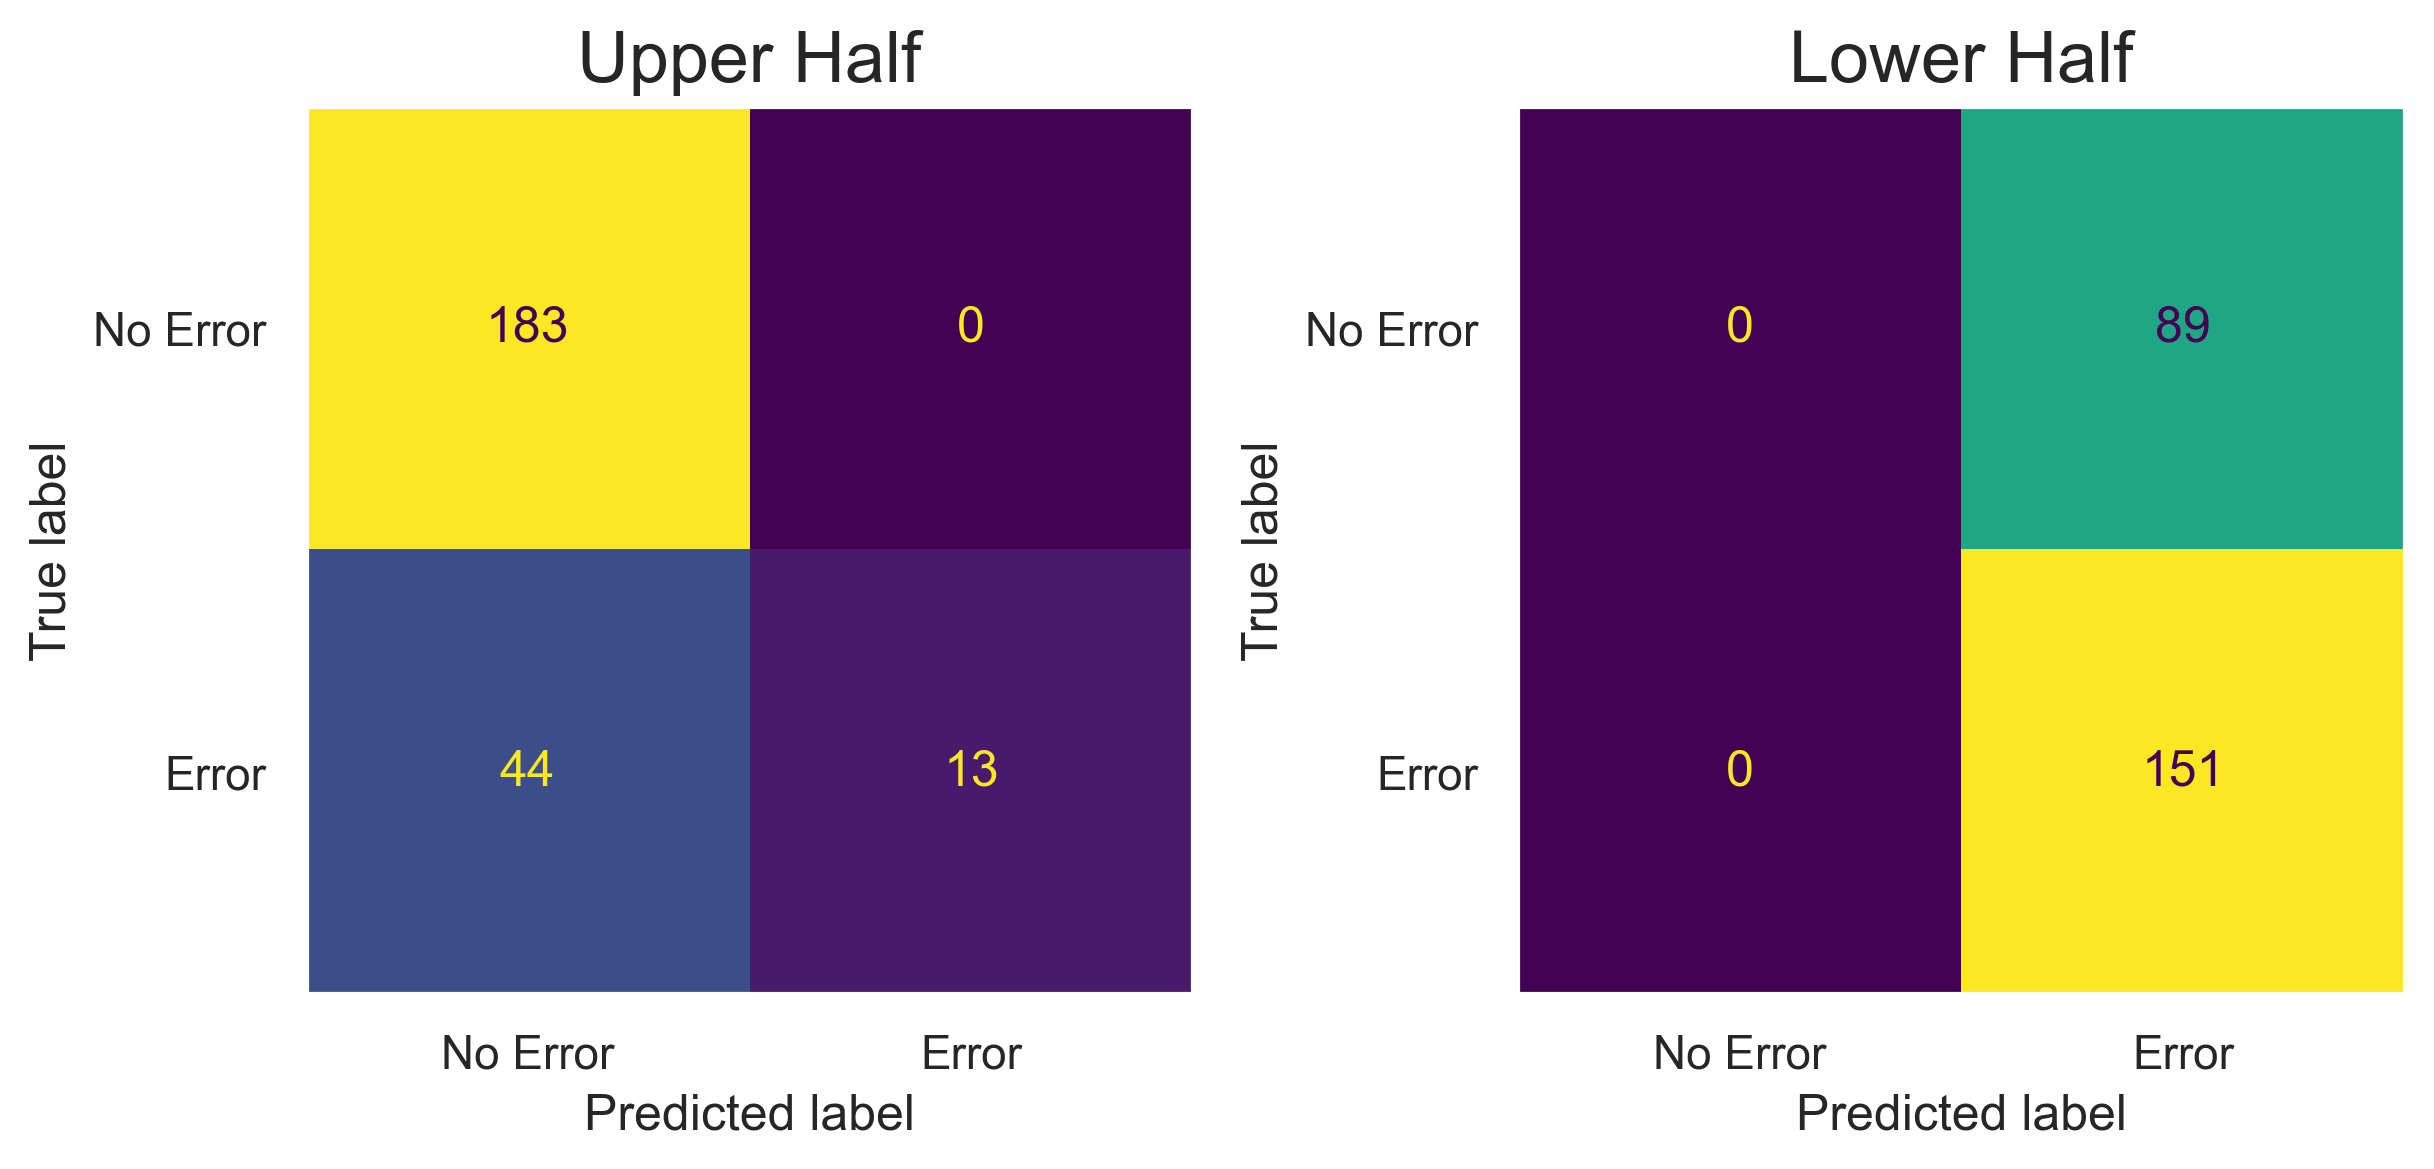 Upper Half
True label
No Error
183
0
Error
44
13
No Error
Error
Predicted label
Lower Half
True label
No Error
0
89
Error
0
151
No Error
Error
Predicted label